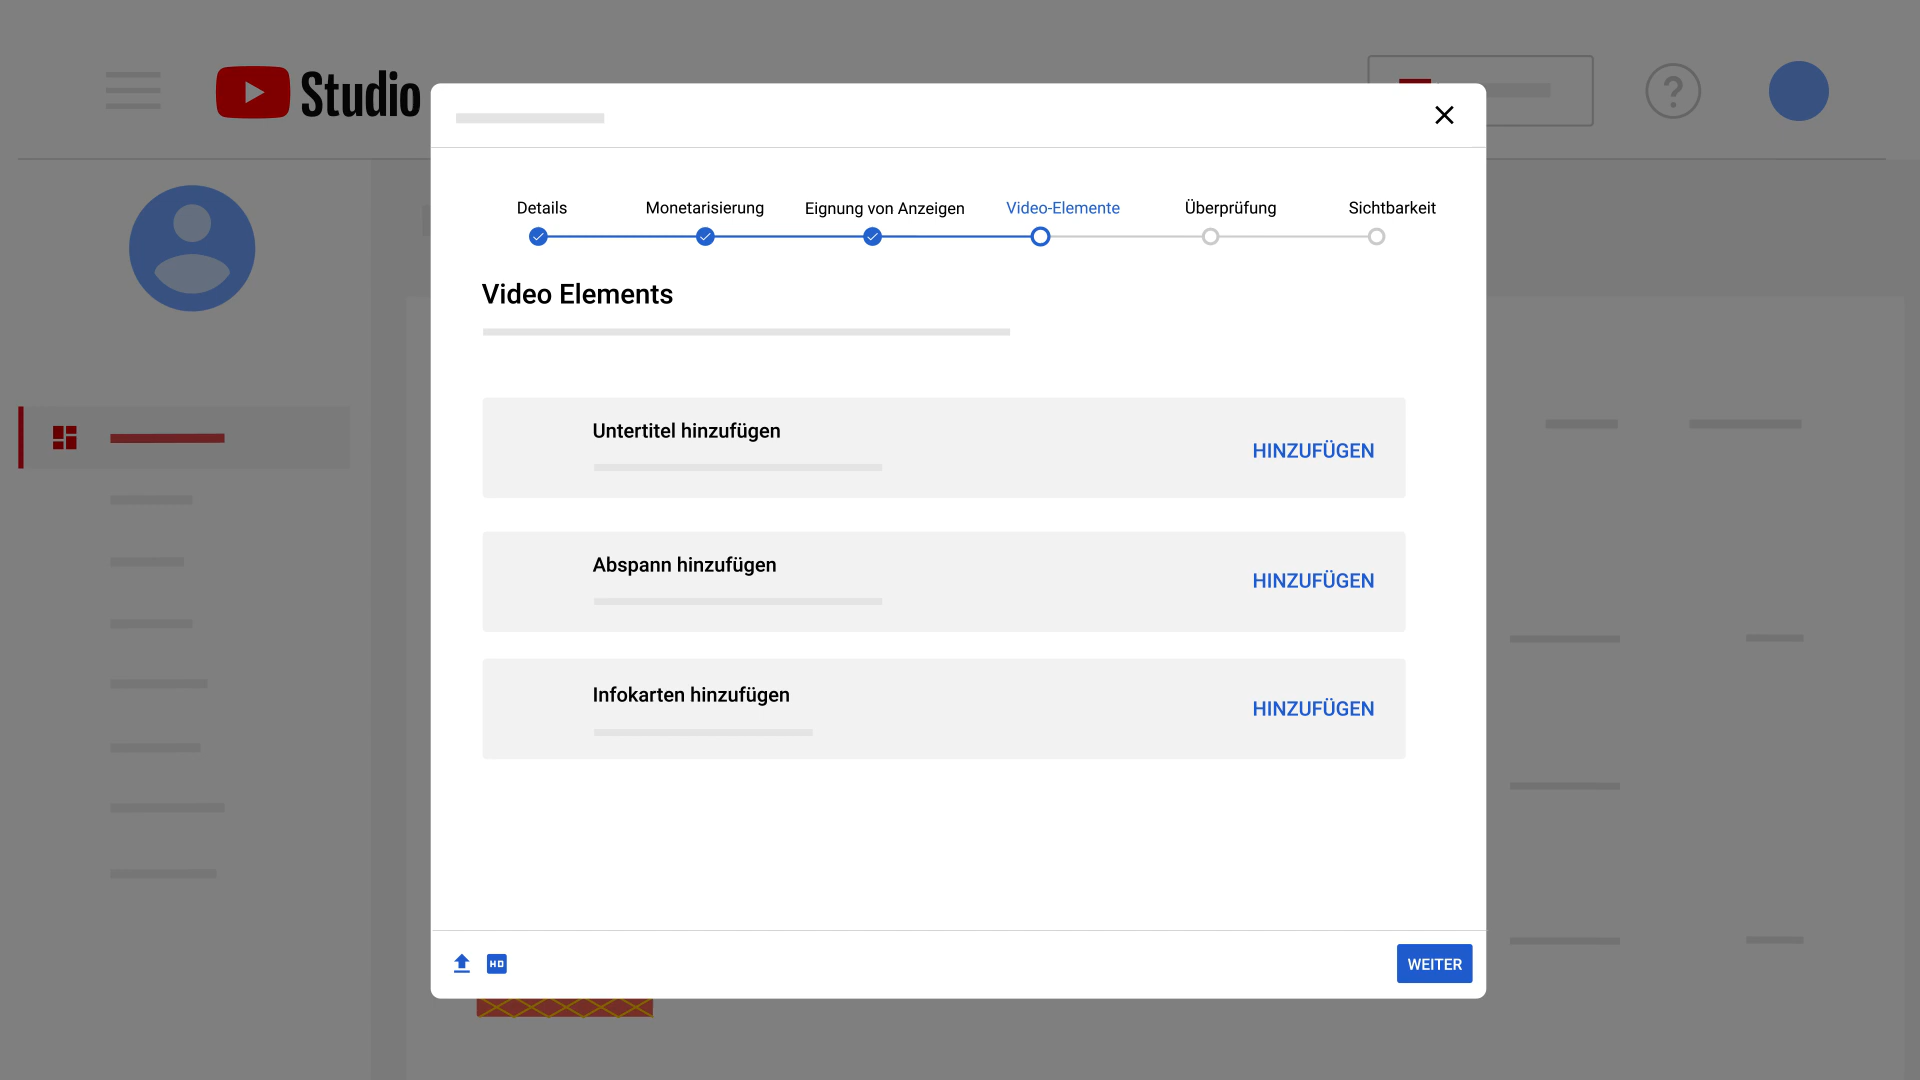 Studio
?
Details
Monetarisierung
Eignung von Anzeigen
Video-Elemente
Überprüfung
Sichtbarkeit
Video Elements
Untertitel hinzufügen
HINZUFÜGEN
Abspann hinzufügen
HINZUFÜGEN
Infokarten hinzufügen
HINZUFÜGEN
HD
WEITER